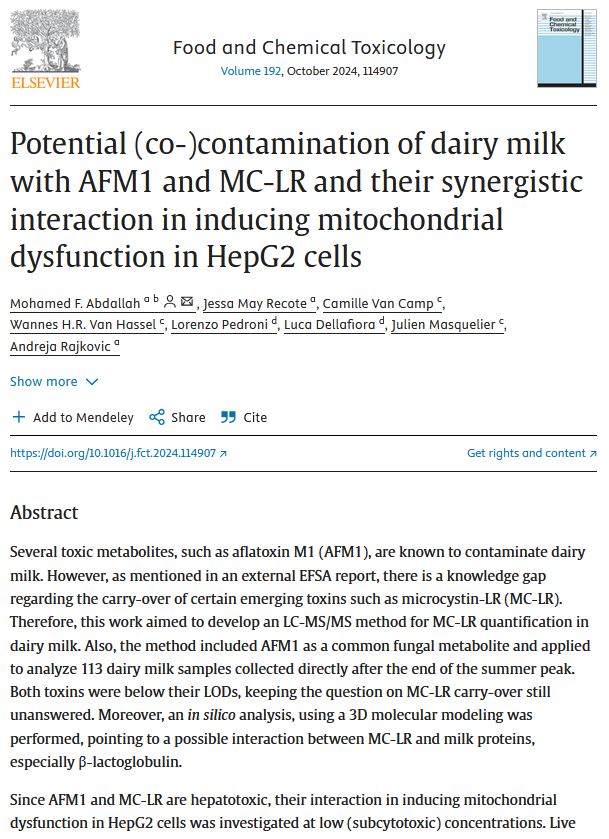 ELSEVIER
Food and Chemical Toxicology
Volume 192, October 2024, 114907
Food and
Chemical
Toxicology
Potential (co-)contamination of dairy milk
with AFM1 and MC-LR and their synergistic
interaction in inducing mitochondrial
dysfunction in HepG2 cells
Mohamed F. Abdallah a b, Jessa May Recote a, Camille Van Camp c,
Wannes H.R. Van Hassel c, Lorenzo Pedroni d, Luca Dellafiora d, Julien Masquelier c,
Andreja Rajkovic a
Show more
Add to Mendeley Share Cite
https://doi.org/10.1016/j.fct.2024.114907 ↗ Get rights and content ↗
Abstract
Several toxic metabolites, such as aflatoxin M1 (AFM1), are known to contaminate dairy
milk. However, as mentioned in an external EFSA report, there is a knowledge gap
regarding the carry-over of certain emerging toxins such as microcystin-LR (MC-LR).
Therefore, this work aimed to develop an LC-MS/MS method for MC-LR quantification in
dairy milk. Also, the method included AFM1 as a common fungal metabolite and applied
to analyze 113 dairy milk samples collected directly after the end of the summer peak.
Both toxins were below their LODs, keeping the question on MC-LR carry-over still
unanswered. Moreover, an in silico analysis, using a 3D molecular modeling was
performed, pointing to a possible interaction between MC-LR and milk proteins,
especially β-lactoglobulin.
Since AFM1 and MC-LR are hepatotoxic, their interaction in inducing mitochondrial
dysfunction in HepG2 cells was investigated at low (subcytotoxic) concentrations. Live